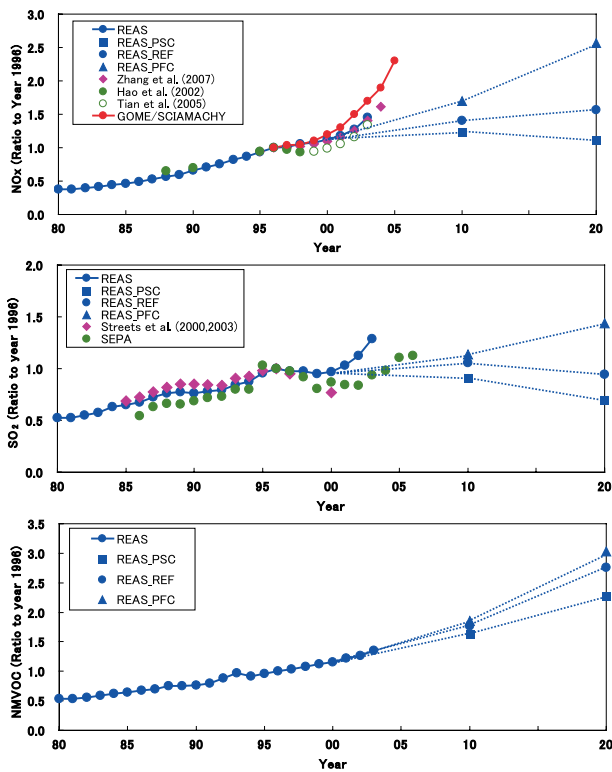 3.0
2.5
2.0
1.5
1.0
0.5
0.0
NOx (Ratio to Year 1996)
REAS
REAS_PSC
REAS_REF
REAS_PFC
Zhang et al. (2007)
Hao et al. (2002)
Tian et al. (2005)
GOME/SCIAMACHY
80 85 90 95 00 05 10 20
Year
2.0
1.5
1.0
0.5
0.0
SO₂ (Ratio to year 1996)
REAS
REAS_PSC
REAS_REF
REAS_PFC
Streets et al. (2000,2003)
SEPA
80 85 90 95 00 05 10 20
Year
3.5
3.0
2.5
2.0
1.5
1.0
0.5
0.0
NMVOC (Ratio to year 1996)
REAS
REAS_PSC
REAS_REF
REAS_PFC
80 85 90 95 00 05 10 20
Year